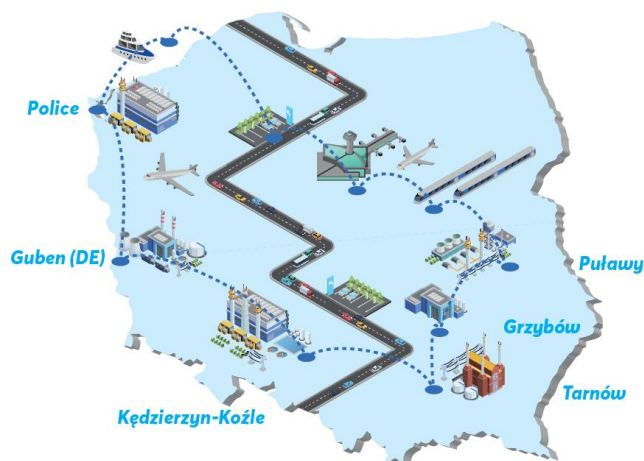 Police
Guben (DE)
Puławy
Grzybów
Tarnów
Kędzierzyn-Koźle